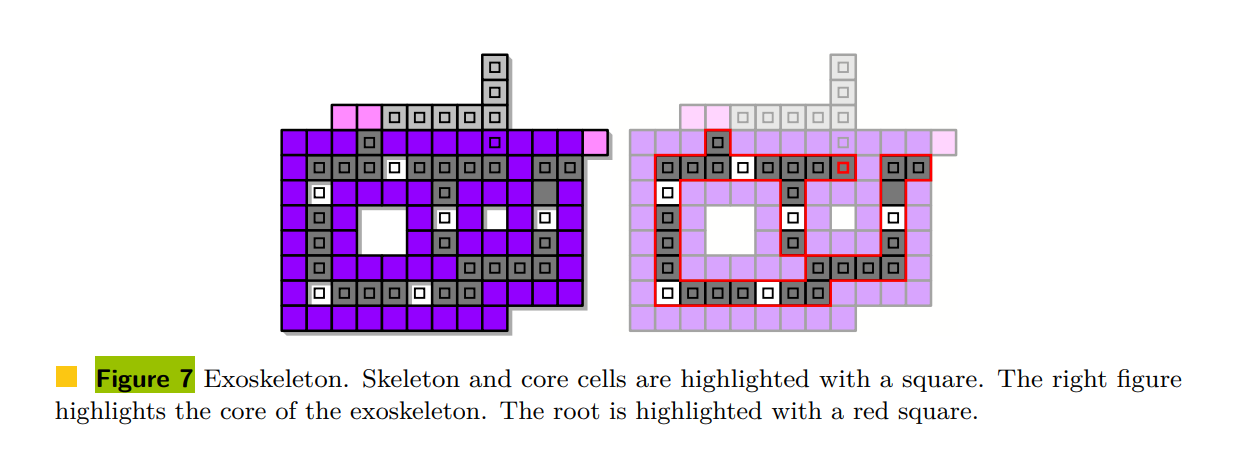 Figure 7 Exoskeleton. Skeleton and core cells are highlighted with a square. The right figure
highlights the core of the exoskeleton. The root is highlighted with a red square.